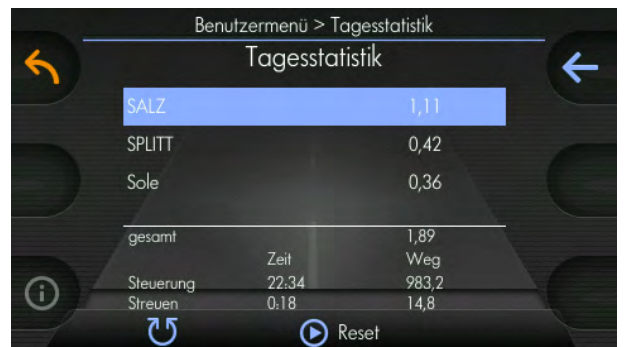 Benutzermenü > Tagesstatistik
Tagesstatistik
SALZ 1,11
SPLITT 0,42
Sole 0,36
gesamt 1,89
Zeit Weg
Steuerung 22:34 983,2
Streuen 0:18 14,8
Reset